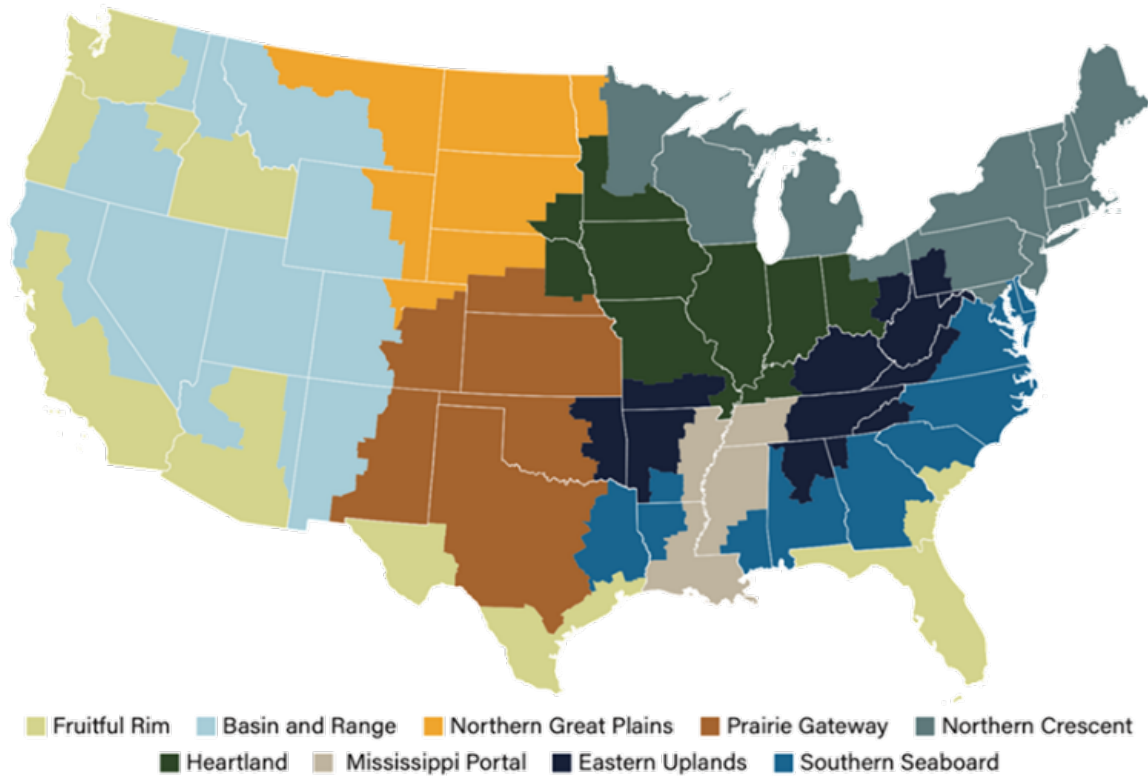 Fruitful Rim Basin and Range Northern Great Plains Prairie Gateway Northern Crescent
Heartland Mississippi Portal Eastern Uplands Southern Seaboard